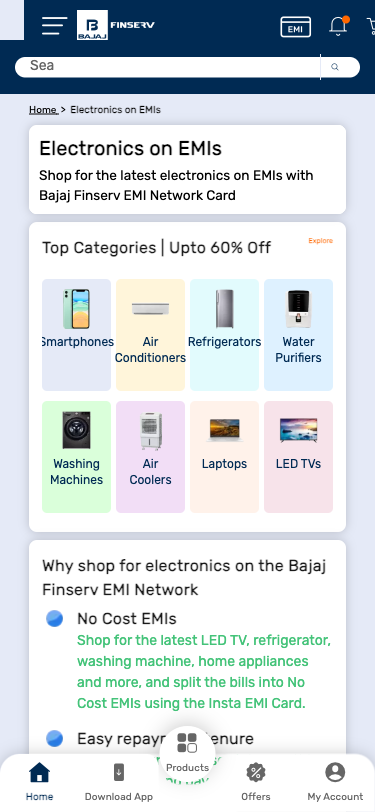 BAJAJ FINSERV
EMI
Sea
Home > Electronics on EMIs
Electronics on EMIs
Shop for the latest electronics on EMIs with
Bajaj Finserv EMI Network Card
Top Categories | Upto 60% Off
Explore
Smartphones
Air
Conditioners
Refrigerators
Water
Purifiers
Washing
Machines
Air
Coolers
Laptops
LED TVs
Why shop for electronics on the Bajaj
Finserv EMI Network
No Cost EMIs
Shop for the latest LED TV, refrigerator,
washing machine, home appliances
and more, and split the bills into No
Cost EMIs using the Insta EMI Card.
Easy repaym
Products
Home
Download App
Offers
My Account